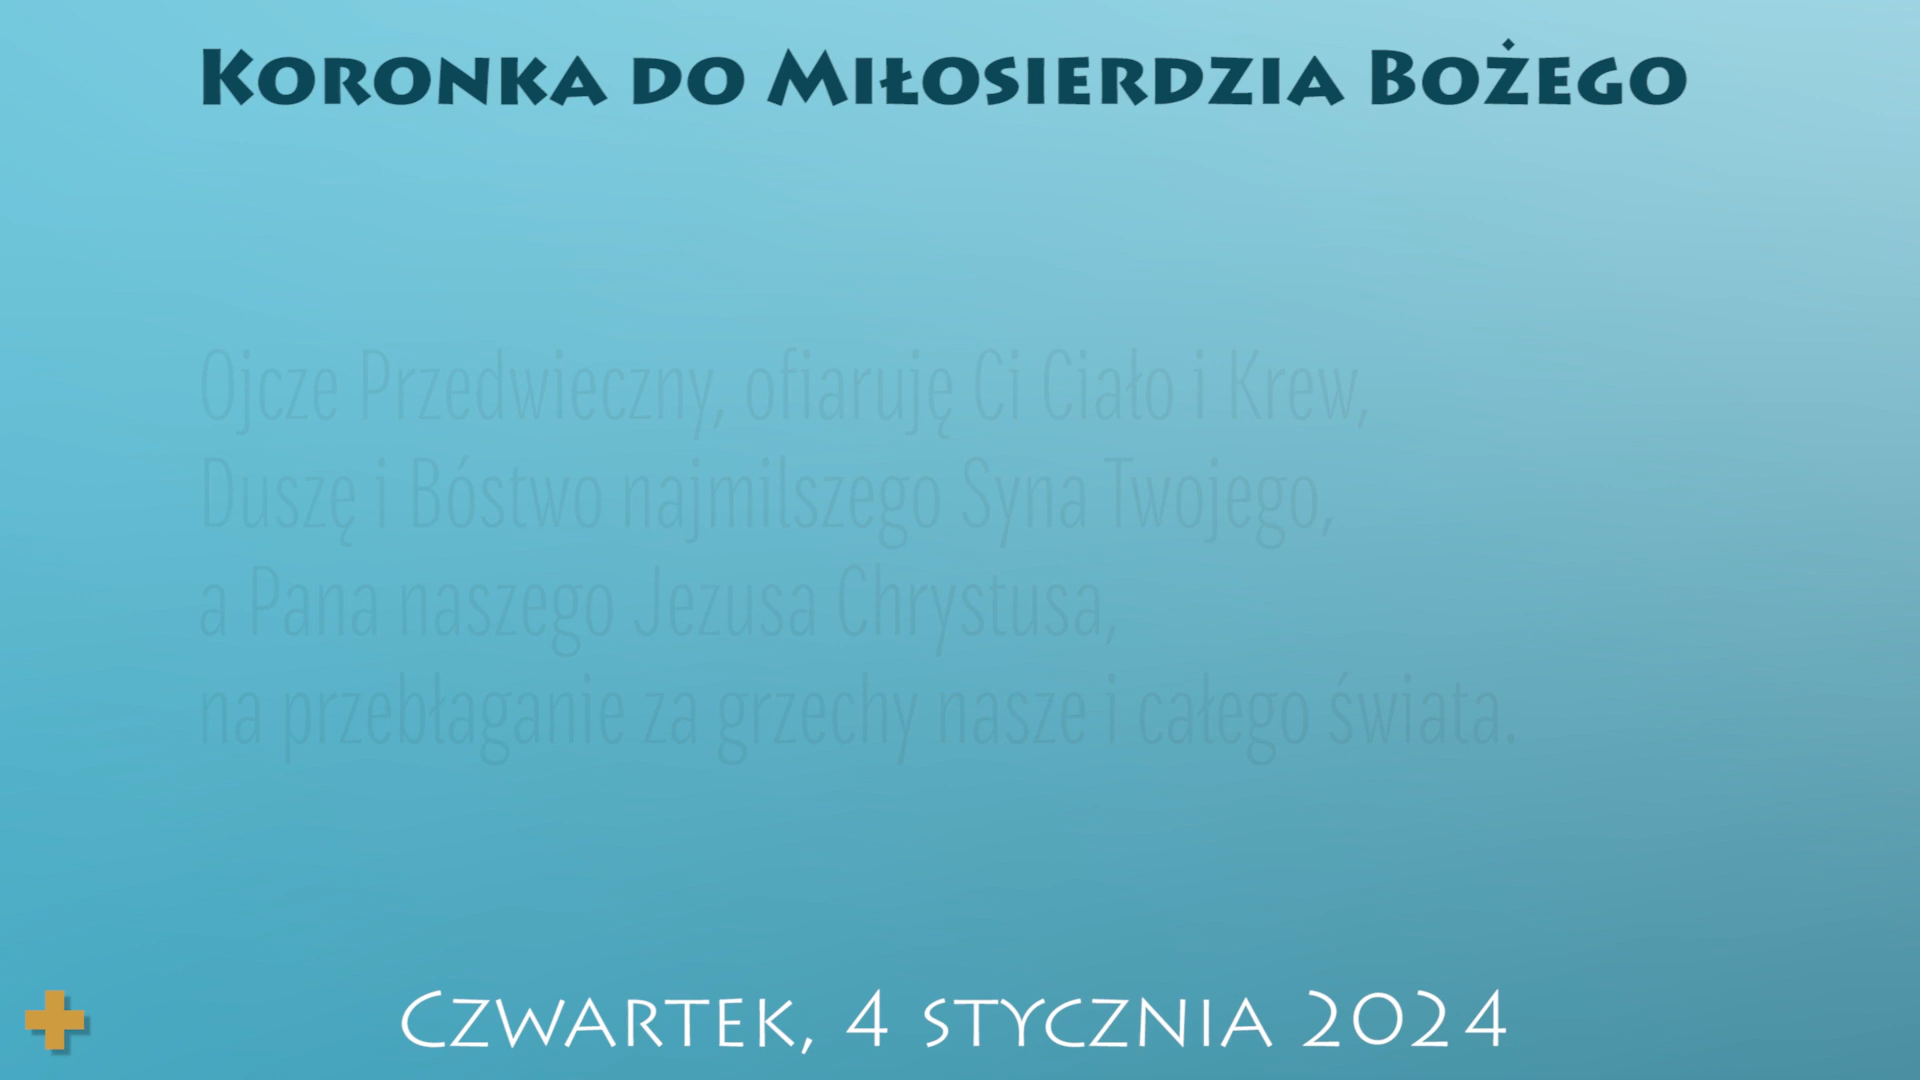 Koronka do Miłosierdzia Bożego
Ojcze Przedwieczny, ofiaruję Ci Ciało i Krew,
Duszę i Bóstwo najmilszego Syna Twojego,
a Pana naszego Jezusa Chrystusa,
na przebłaganie za grzechy nasze i całego świata.
Czwartek, 4 stycznia 2024